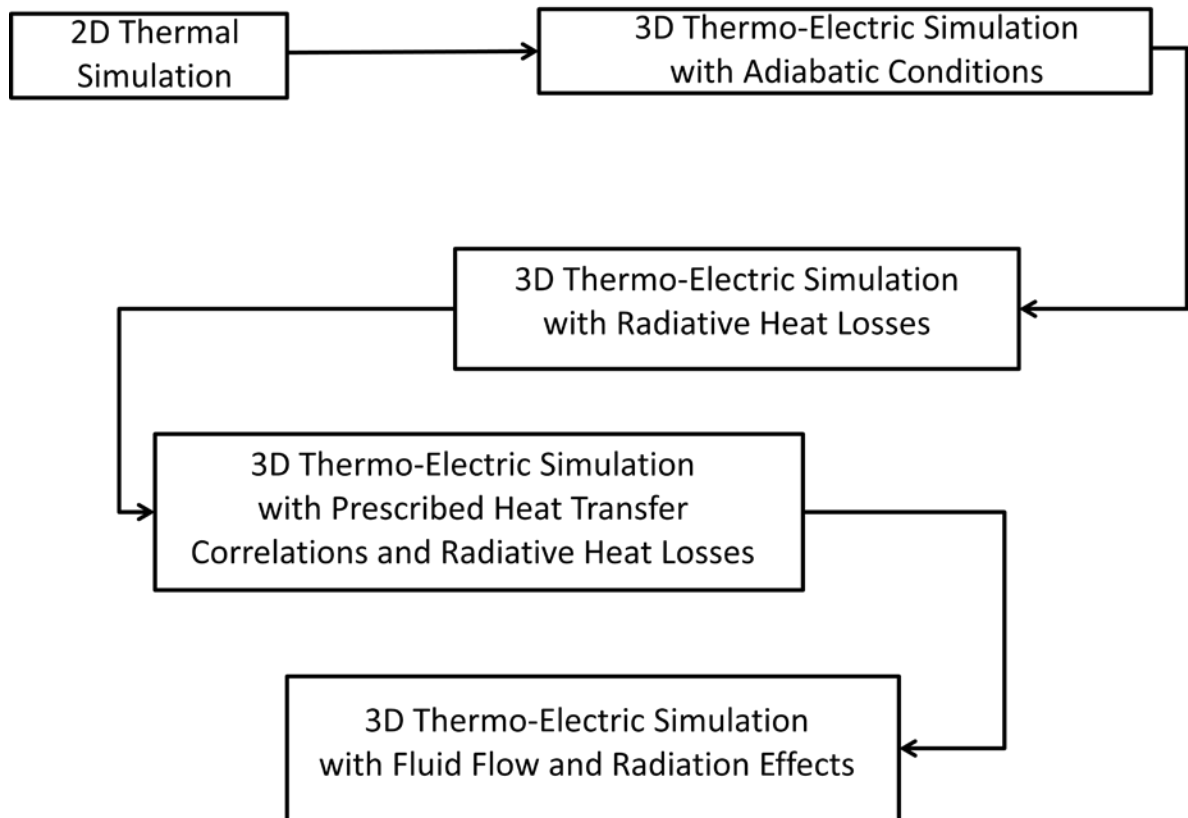 2D Thermal
Simulation
3D Thermo-Electric Simulation
with Adiabatic Conditions
3D Thermo-Electric Simulation
with Radiative Heat Losses
3D Thermo-Electric Simulation
with Prescribed Heat Transfer
Correlations and Radiative Heat Losses
3D Thermo-Electric Simulation
with Fluid Flow and Radiation Effects